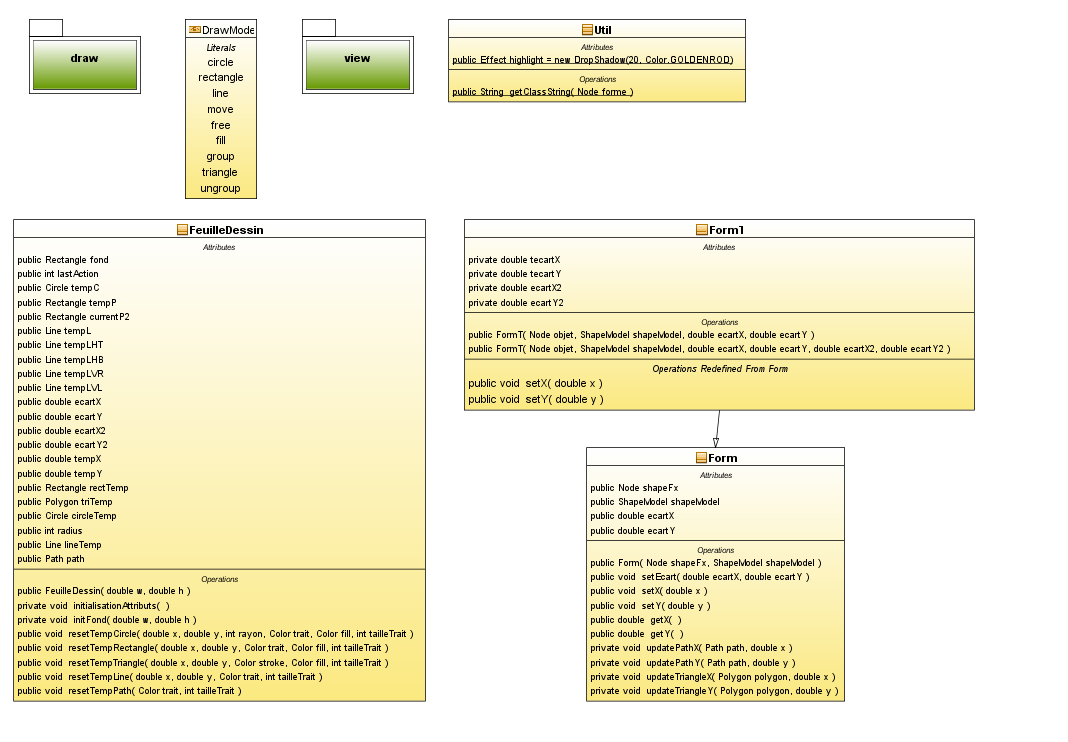 draw
DrawMode
Literals
circle
rectangle
line
move
free
fill
group
triangle
ungroup
view
Util
Attributes
public Effect highlight = new DropShadow(20, Color.GOLDENROD)
Operations
public String getClassString( Node forme )
FeuilleDessin
Attributes
public Rectangle fond
public int lastAction
public Circle tempC
public Rectangle tempP
public Rectangle currentP2
public Line tempL
public Line tempLHT
public Line tempLHB
public Line tempLVR
public Line tempLVL
public double ecartX
public double ecartY
public double ecartX2
public double ecartY2
public double tempX
public double tempY
public Rectangle rectTemp
public Polygon triTemp
public Circle circleTemp
public int radius
public Line lineTemp
public Path path
Operations
public FeuilleDessin( double w, double h )
private void initialisationAttributs( )
private void initFond( double w, double h )
public void resetTempCircle( double x, double y, int rayon, Color trait, Color fill, int tailleTrait )
public void resetTempRectangle( double x, double y, Color trait, Color fill, int tailleTrait )
public void resetTempTriangle( double x, double y, Color stroke, Color fill, int tailleTrait )
public void resetTempLine( double x, double y, Color trait, int tailleTrait )
public void resetTempPath( Color trait, int tailleTrait )
FormT
Attributes
private double tecartX
private double tecartY
private double ecartX2
private double ecartY2
Operations
public FormT( Node objet, ShapeModel shapeModel, double ecartX, double ecartY )
public FormT( Node objet, ShapeModel shapeModel, double ecartX, double ecartY, double ecartX2, double ecartY2 )
Operations Redefined From Form
public void setX( double x )
public void setY( double y )
Form
Attributes
public Node shapeFx
public ShapeModel shapeModel
public double ecartX
public double ecartY
Operations
public Form( Node shapeFx, ShapeModel shapeModel )
public void setEcart( double ecartX, double ecartY )
public void setX( double x )
public void setY( double y )
public double getX( )
public double getY( )
private void updatePathX( Path path, double x )
private void updatePathY( Path path, double y )
private void updateTriangleX( Polygon polygon, double x )
private void updateTriangleY( Polygon polygon, double y )